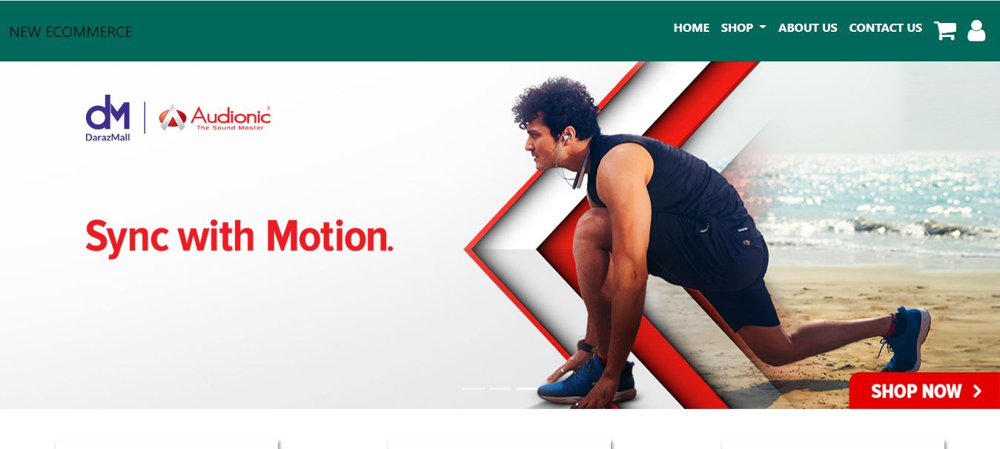 NEW ECOMMERCE
HOME SHOP ABOUT US CONTACT US
dM
DarazMall
Audionic®
The Sound Master
Sync with Motion.
SHOP NOW